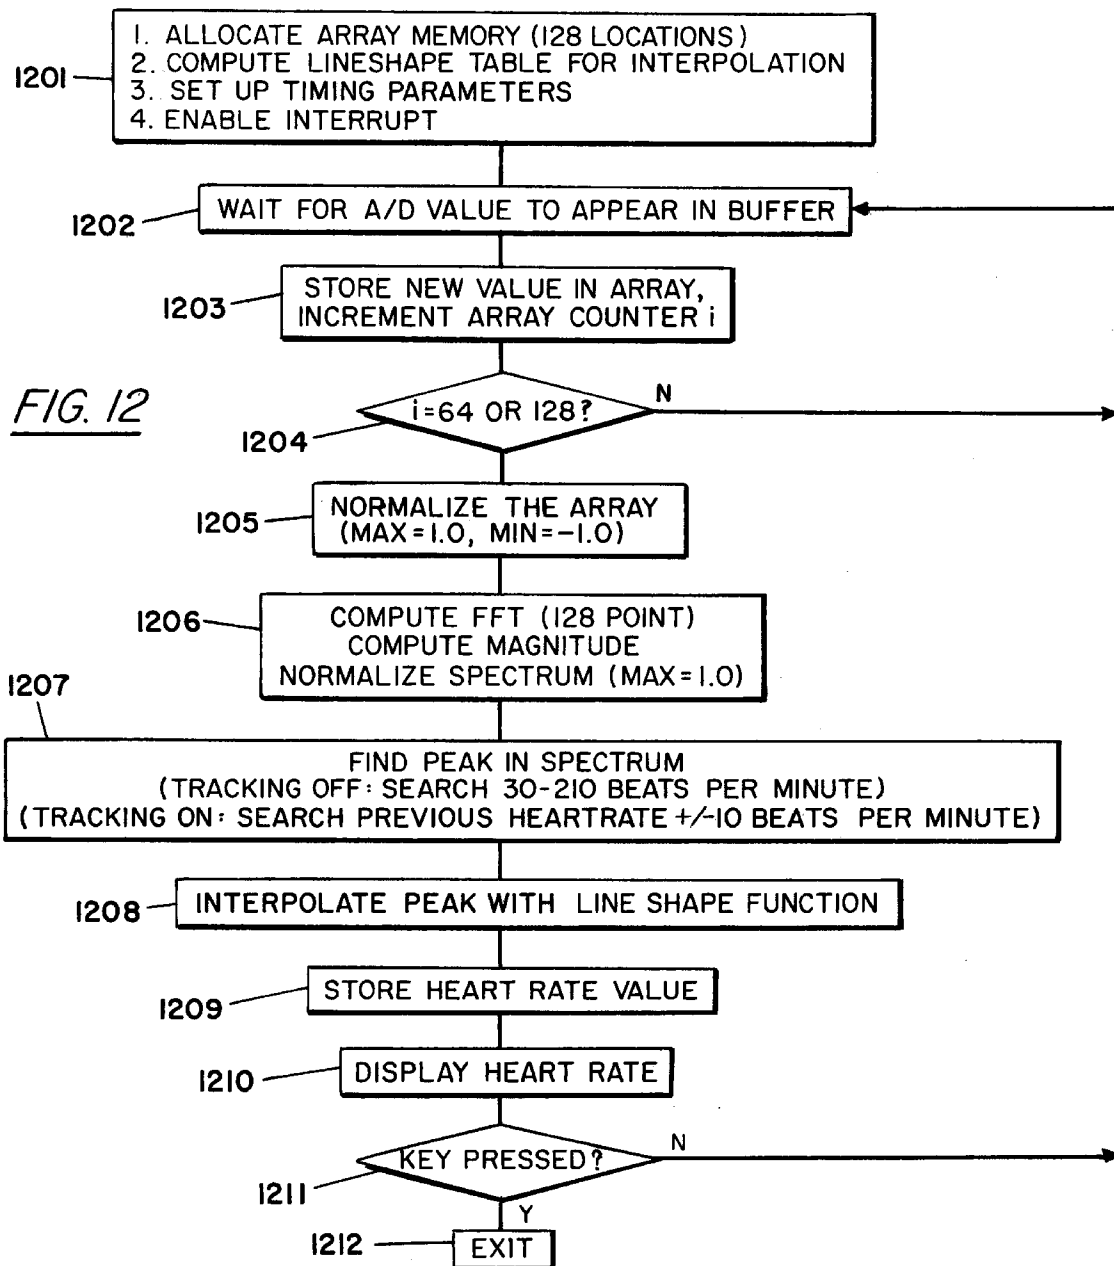 1201
1. ALLOCATE ARRAY MEMORY (128 LOCATIONS)
2. COMPUTE LINESHAPE TABLE FOR INTERPOLATION
3. SET UP TIMING PARAMETERS
4. ENABLE INTERRUPT
1202
WAIT FOR A/D VALUE TO APPEAR IN BUFFER
1203
STORE NEW VALUE IN ARRAY,
INCREMENT ARRAY COUNTER i
FIG. 12
1204
i=64 OR 128?
N
1205
NORMALIZE THE ARRAY
(MAX=1.0, MIN=-1.0)
1206
COMPUTE FFT (128 POINT)
COMPUTE MAGNITUDE
NORMALIZE SPECTRUM (MAX=1.0)
1207
FIND PEAK IN SPECTRUM
(TRACKING OFF: SEARCH 30-210 BEATS PER MINUTE)
(TRACKING ON: SEARCH PREVIOUS HEARTRATE +/-10 BEATS PER MINUTE)
1208
INTERPOLATE PEAK WITH LINE SHAPE FUNCTION
1209
STORE HEART RATE VALUE
1210
DISPLAY HEART RATE
1211
KEY PRESSED?
N
Y
1212
EXIT